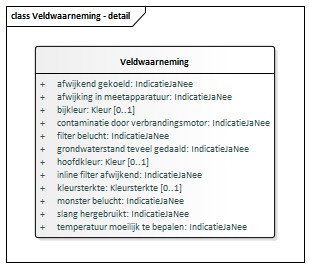 class Veldwaarneming - detail
Veldwaarneming
+ afwijkend gekoeld: IndicatieJaNee
+ afwijking in meetapparatuur: IndicatieJaNee
+ bijkleur: Kleur [0..1]
+ contaminatie door verbrandingsmotor: IndicatieJaNee
+ filter belucht: IndicatieJaNee
+ grondwaterstand teveel gedaald: IndicatieJaNee
+ hoofdkleur: Kleur [0..1]
+ inline filter afwijkend: IndicatieJaNee
+ kleursterkte: Kleursterkte [0..1]
+ monster belucht: IndicatieJaNee
+ slang hergebruikt: IndicatieJaNee
+ temperatuur moeilijk te bepalen: IndicatieJaNee